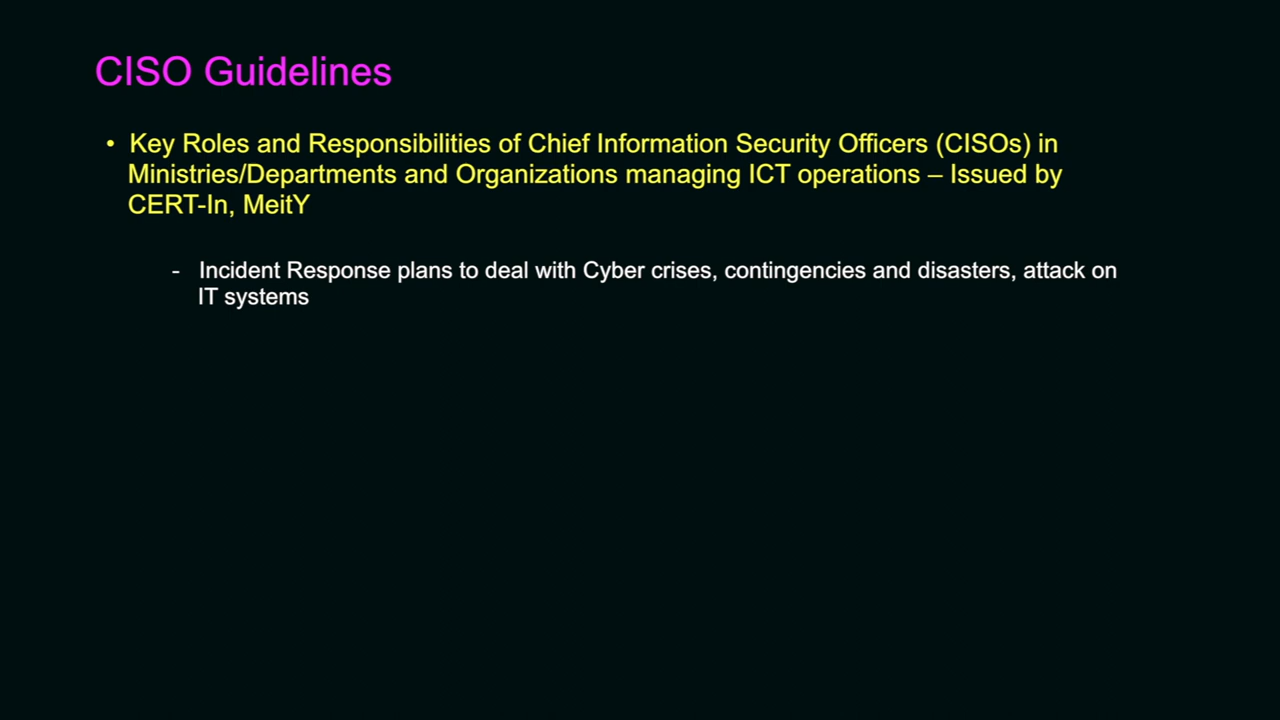 CISO Guidelines
• Key Roles and Responsibilities of Chief Information Security Officers (CISOs) in
Ministries/Departments and Organizations managing ICT operations – Issued by
CERT-In, MeitY
- Incident Response plans to deal with Cyber crises, contingencies and disasters, attack on
IT systems